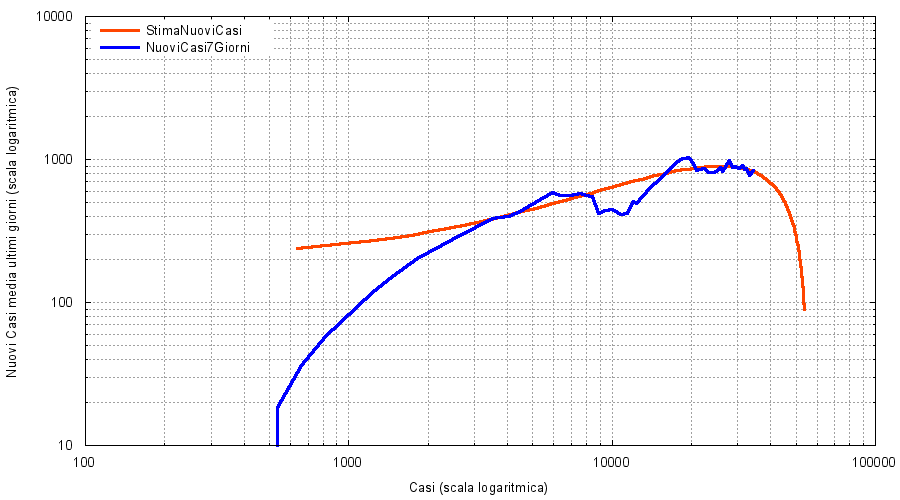 10000
StimaNuoviCasi
NuoviCasi7Giorni
1000
100
10
Nuovi Casi media ultimi giorni (scala logaritmica)
100 1000 10000 100000
Casi (scala logaritmica)